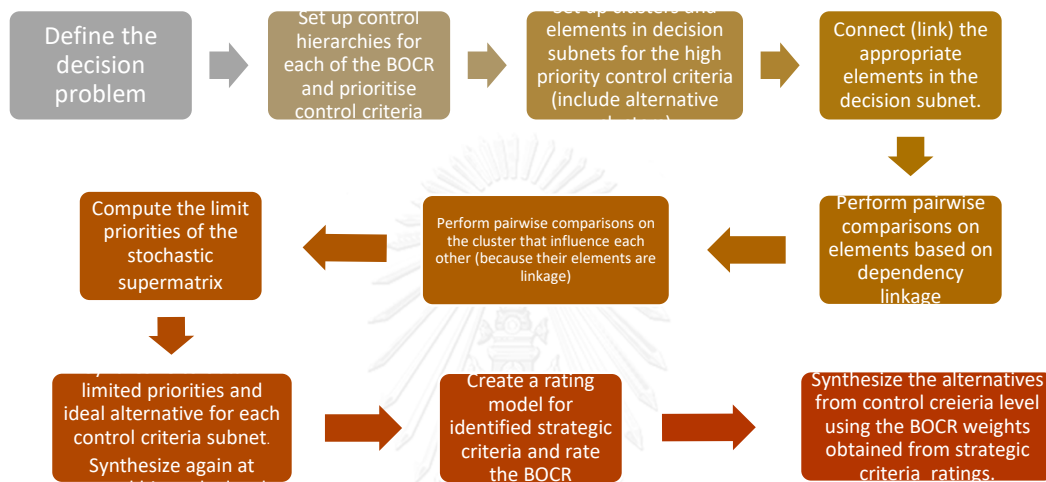 Define the
decision
problem
Set up control
hierarchies for
each of the BOCR
and prioritise
control criteria
Set up clusters and
elements in decision
subnets for the high
priority control criteria
(include alternative
Connect (link) the
appropriate
elements in the
decision subnet.
Perform pairwise
comparisons on
elements based on
dependency
linkage
Perform pairwise comparisons on
the cluster that influence each
other (because their elements are
linkage)
Compute the limit
priorities of the
stochastic
supermatrix
limited priorities and
ideal alternative for each
control criteria subnet.
Synthesize again at
Create a rating
model for
identified strategic
criteria and rate
the BOCR
Synthesize the alternatives
from control creieria level
using the BOCR weights
obtained from strategic
criteria ratings.